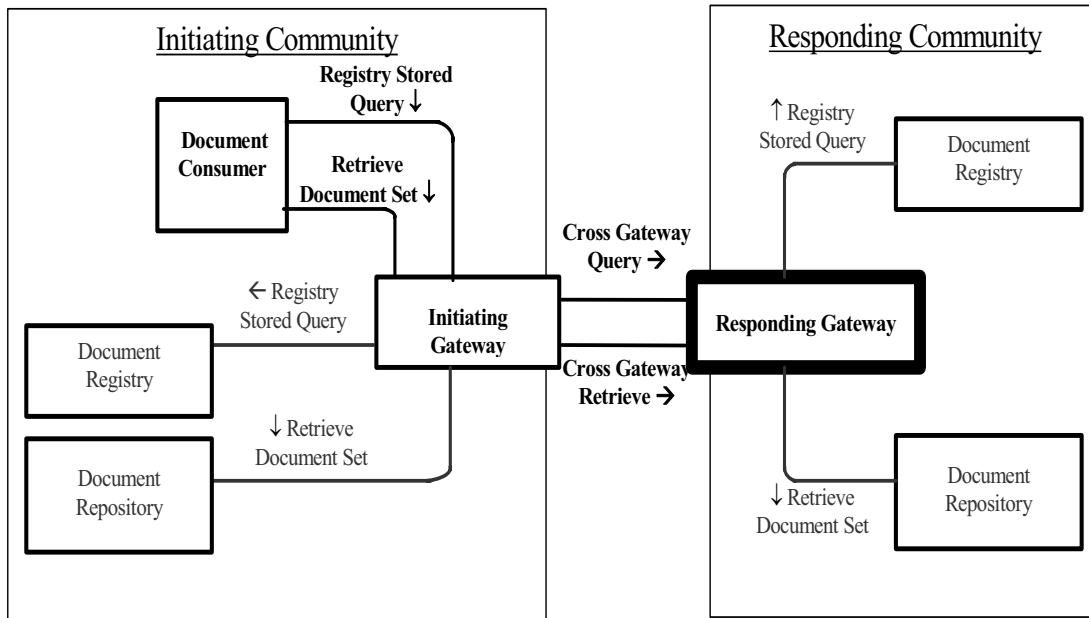 Initiating Community
Registry Stored
Query ↓
Document
Consumer
Retrieve
Document Set ↓
← Registry
Stored Query
Initiating
Gateway
Document
Registry
↓ Retrieve
Document Set
Document
Repository
Cross Gateway
Query →
Cross Gateway
Retrieve →
Responding Community
↑ Registry
Stored Query
Document
Registry
Responding Gateway
↓ Retrieve
Document Set
Document
Repository